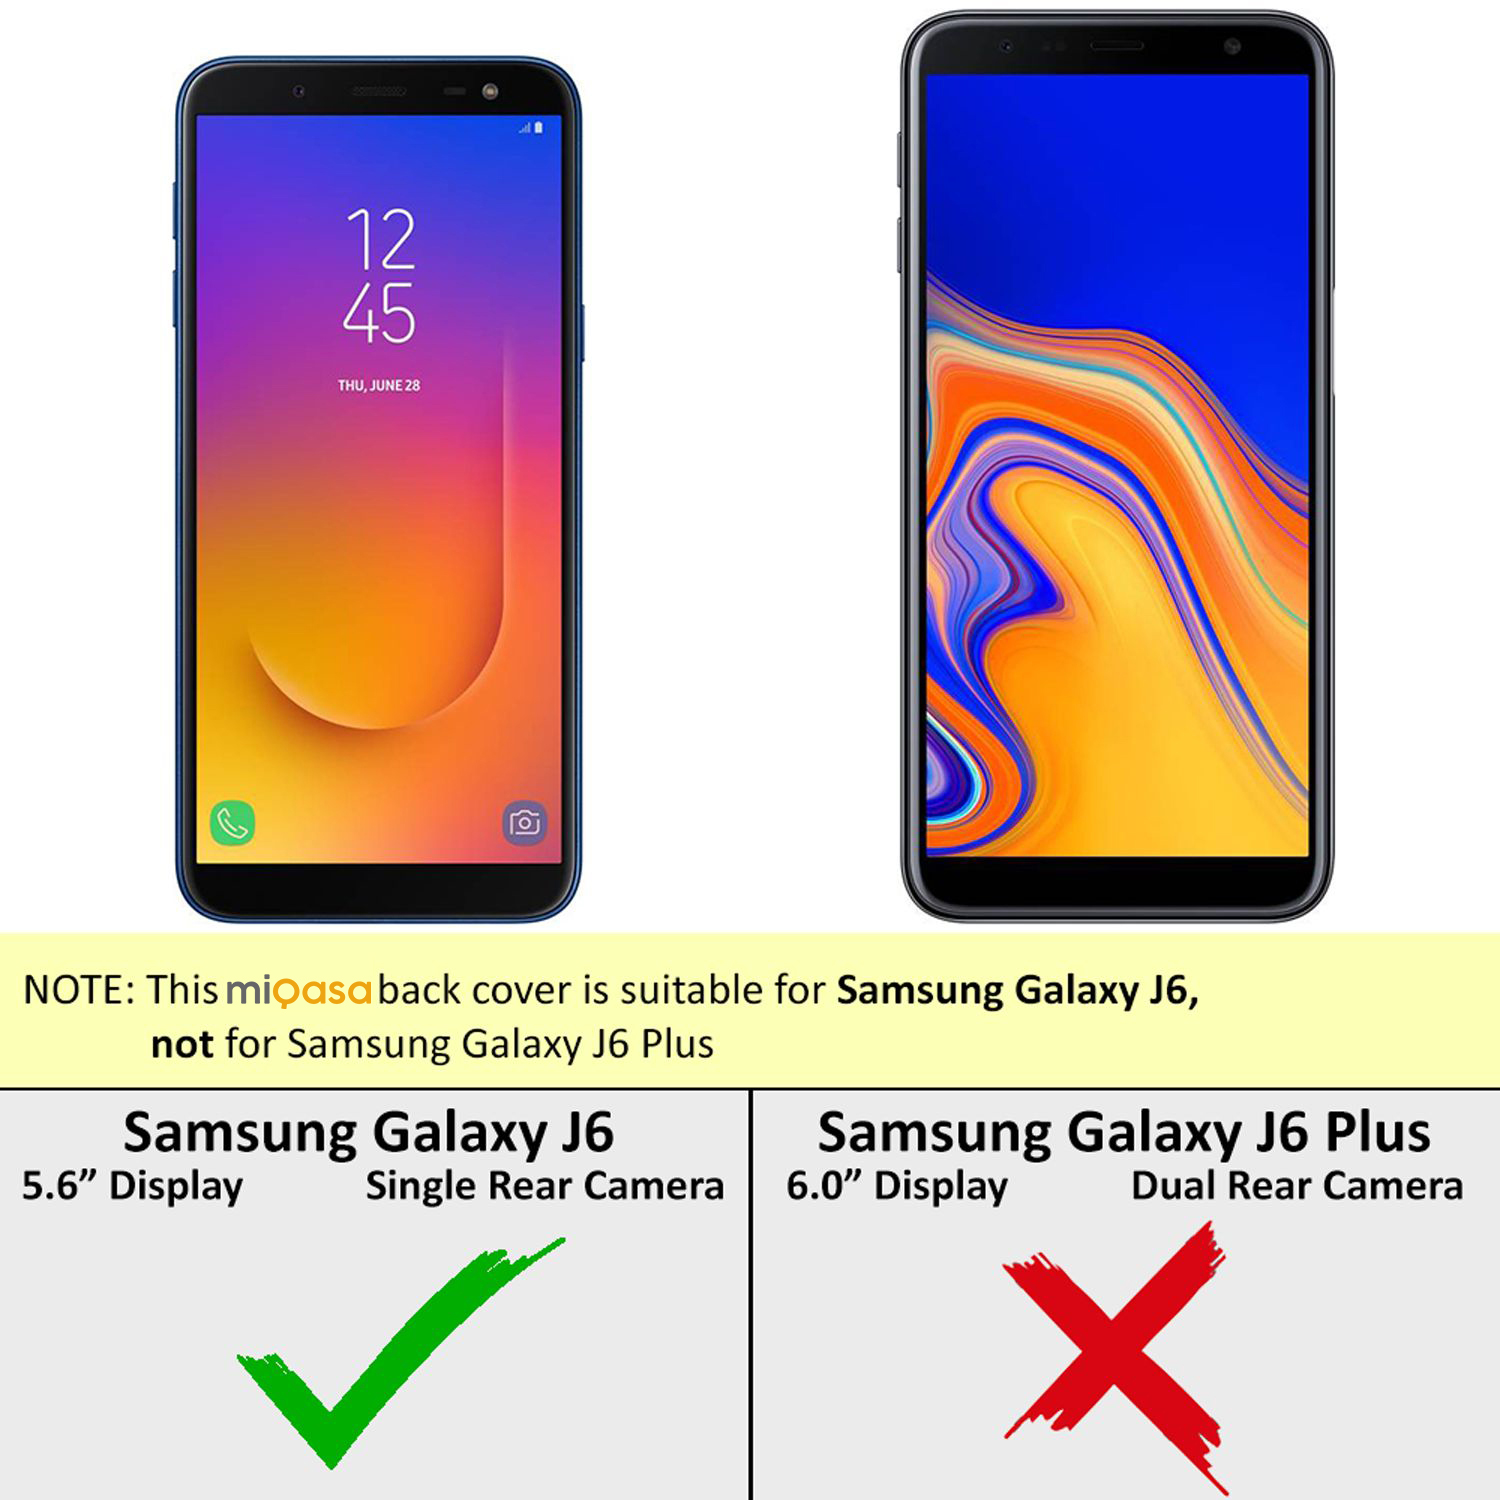 12
45
THU, JUNE 28
NOTE: This miqasa back cover is suitable for Samsung Galaxy J6,
not for Samsung Galaxy J6 Plus
Samsung Galaxy J6
5.6” Display Single Rear Camera
Samsung Galaxy J6 Plus
6.0” Display Dual Rear Camera